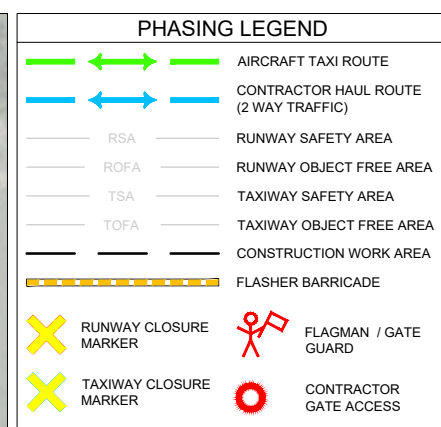 PHASING LEGEND
AIRCRAFT TAXI ROUTE
CONTRACTOR HAUL ROUTE
(2 WAY TRAFFIC)
RSA
RUNWAY SAFETY AREA
ROFA
RUNWAY OBJECT FREE AREA
TSA
TAXIWAY SAFETY AREA
TOFA
TAXIWAY OBJECT FREE AREA
CONSTRUCTION WORK AREA
FLASHER BARRICADE
RUNWAY CLOSURE
MARKER
FLAGMAN / GATE
GUARD
TAXIWAY CLOSURE
MARKER
CONTRACTOR
GATE ACCESS